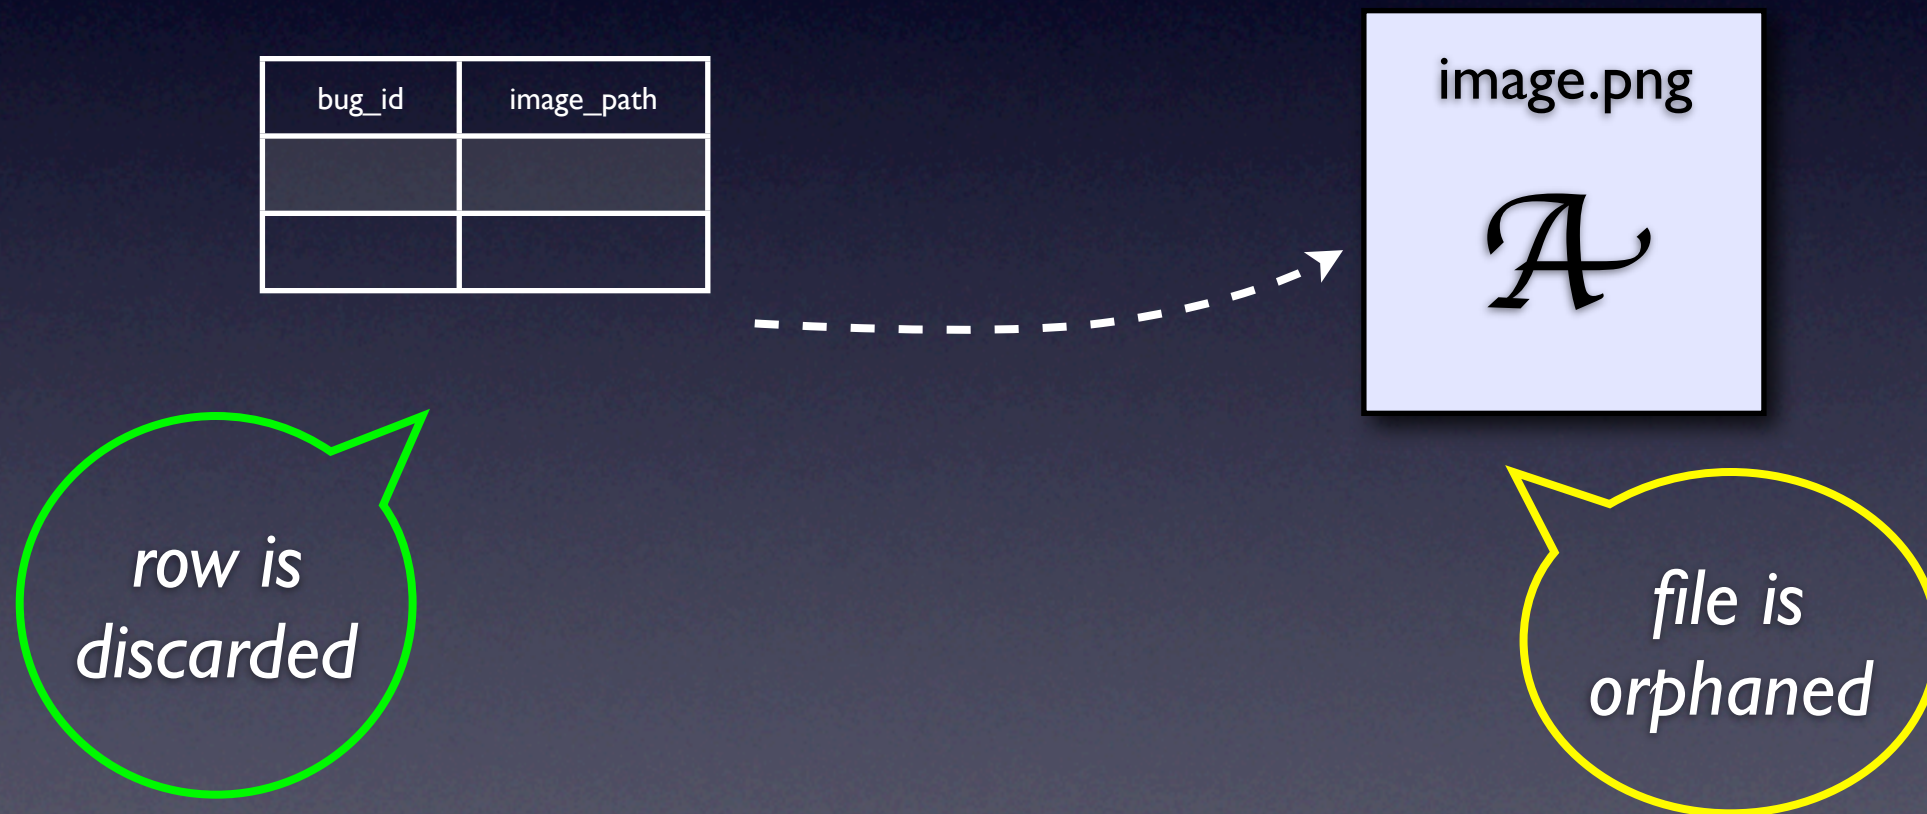 bug_id image_path
image.png
A
row is
discarded
file is
orphaned